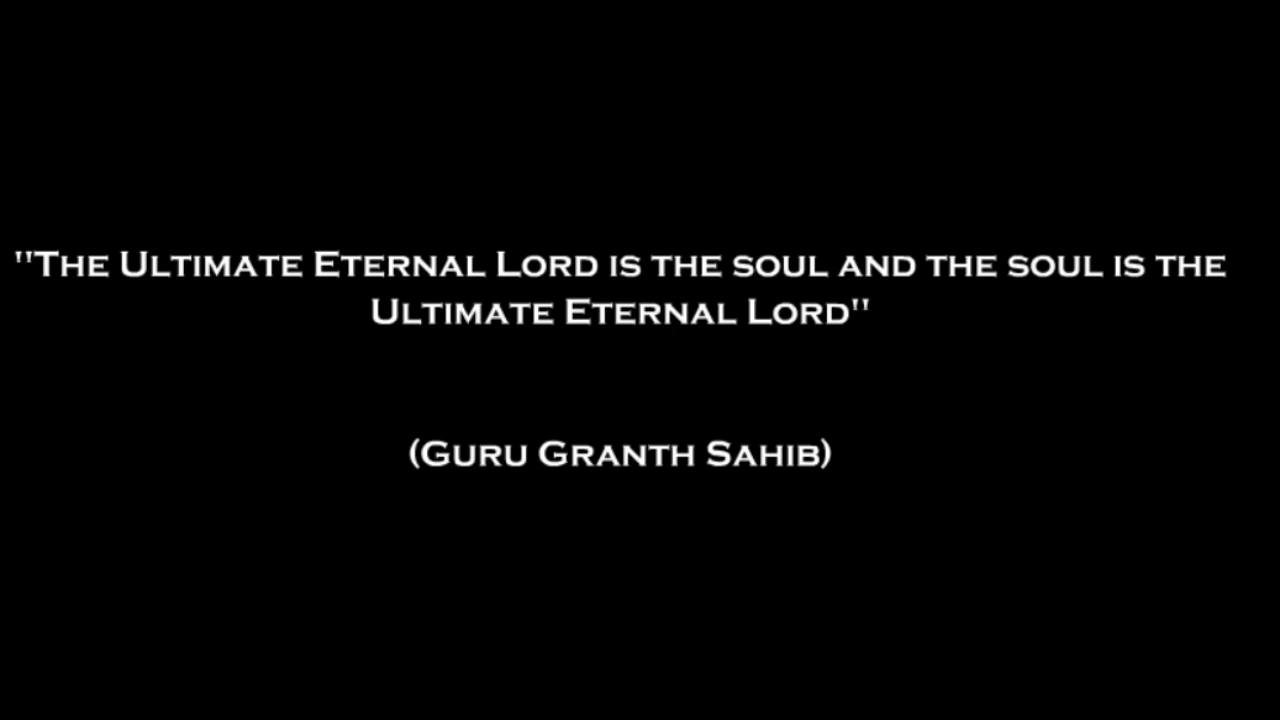 "The Ultimate Eternal Lord is the soul and the soul is the
Ultimate Eternal Lord"
(Guru Granth Sahib)